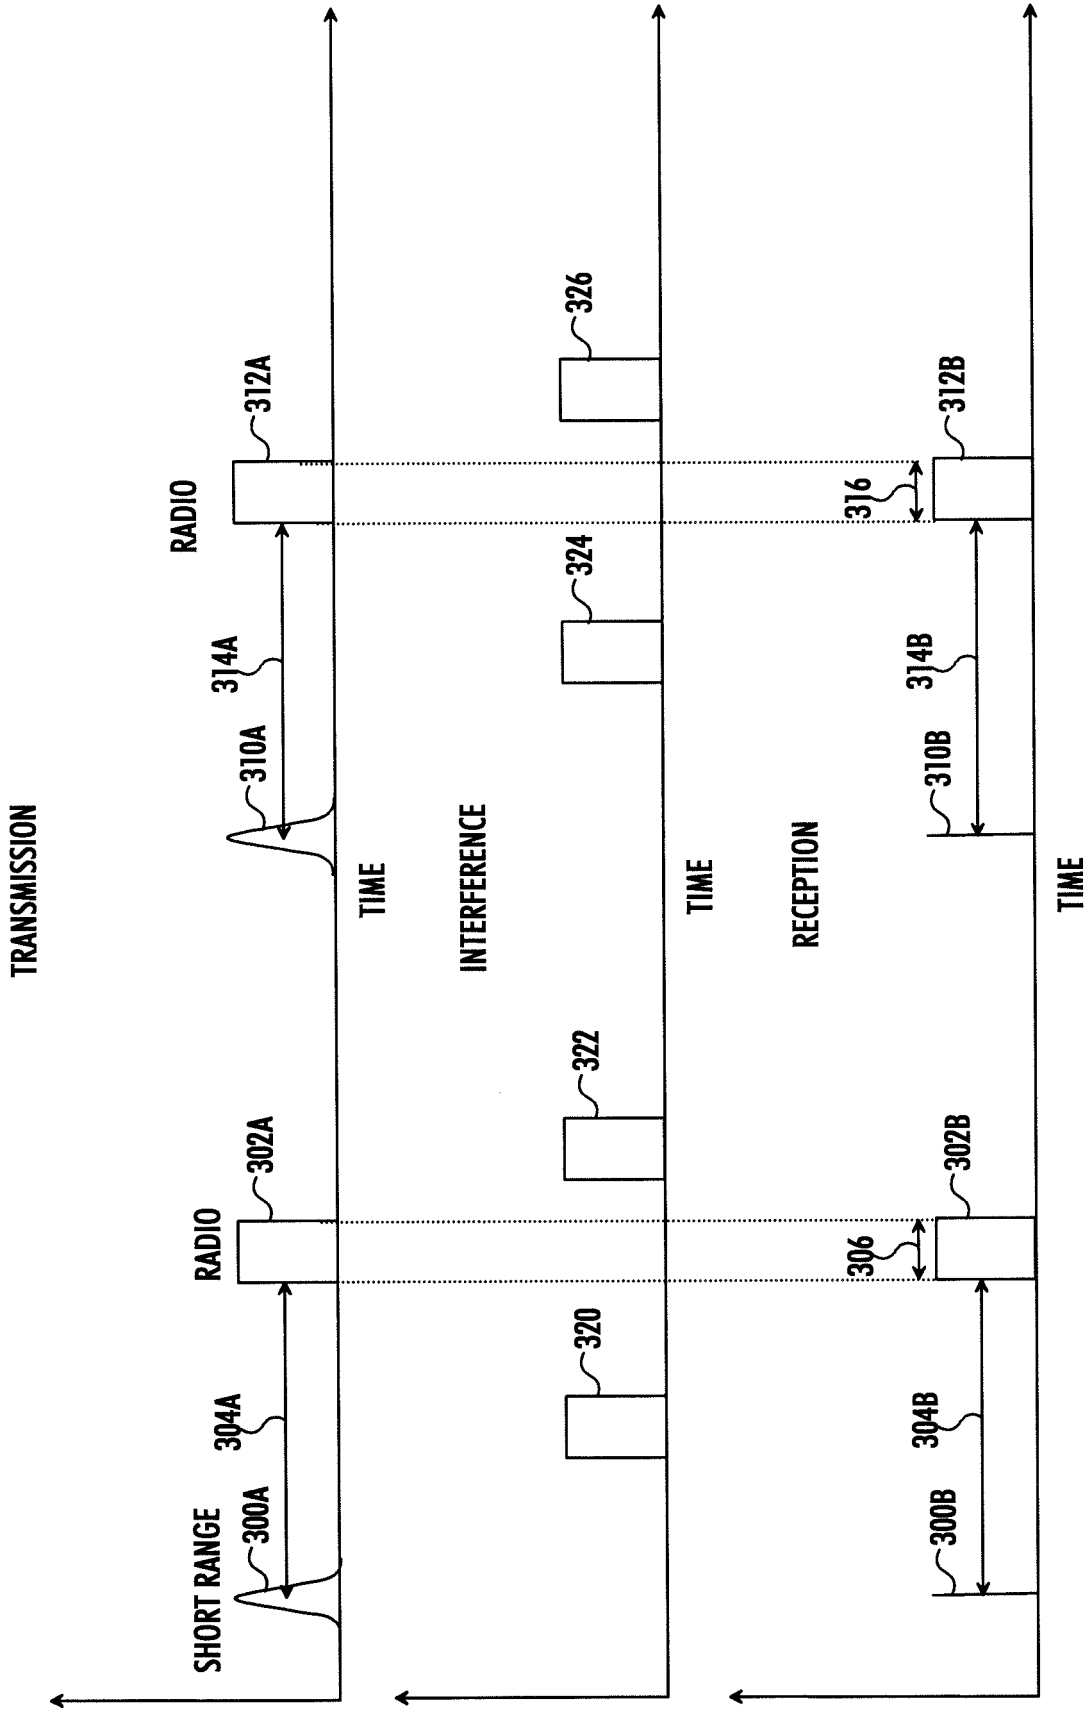 TRANSMISSION
SHORT RANGE
300A
304A
RADIO
302A
310A
314A
RADIO
312A
TIME
INTERFERENCE
320
322
324
326
TIME
RECEPTION
300B
304B
306
302B
310B
314B
316
312B
TIME